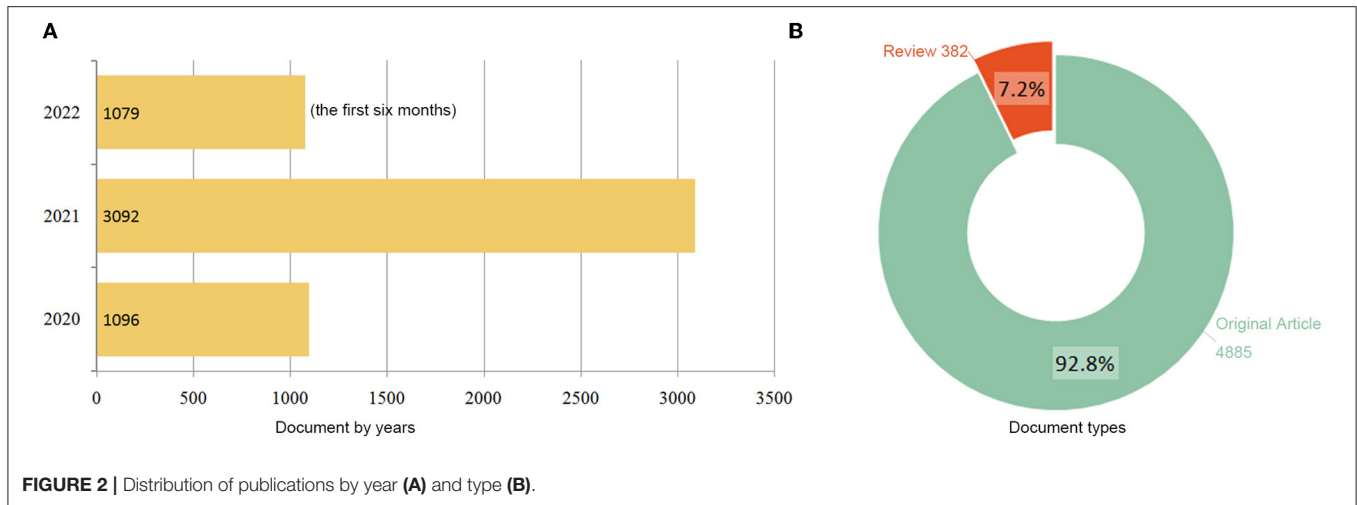 A
2022
1079
(the first six months)
2021
3092
2020
1096
0 500 1000 1500 2000 2500 3000 3500
Document by years
B
Review 382
7.2%
Original Article
4885
92.8%
Document types
FIGURE 2 | Distribution of publications by year (A) and type (B).